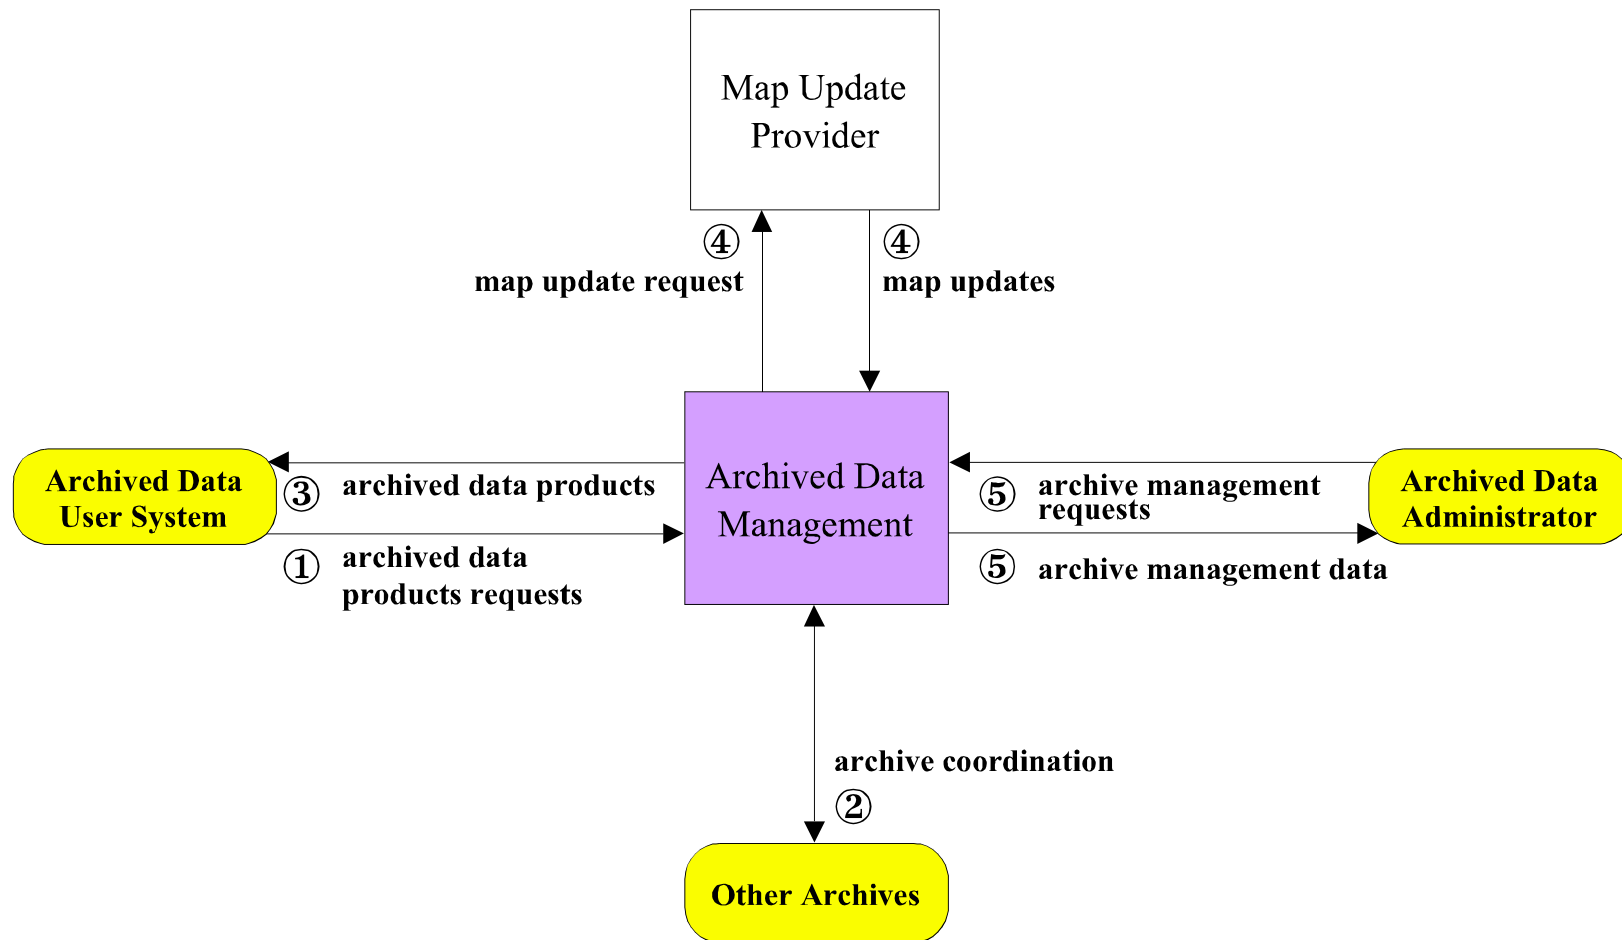 Map Update
Provider
④
④
map update request
map updates
Archived Data
User System
③
archived data products
①
archived data
products requests
Archived Data
Management
⑤
archive management
requests
⑤
archive management data
Archived Data
Administrator
archive coordination
②
Other Archives